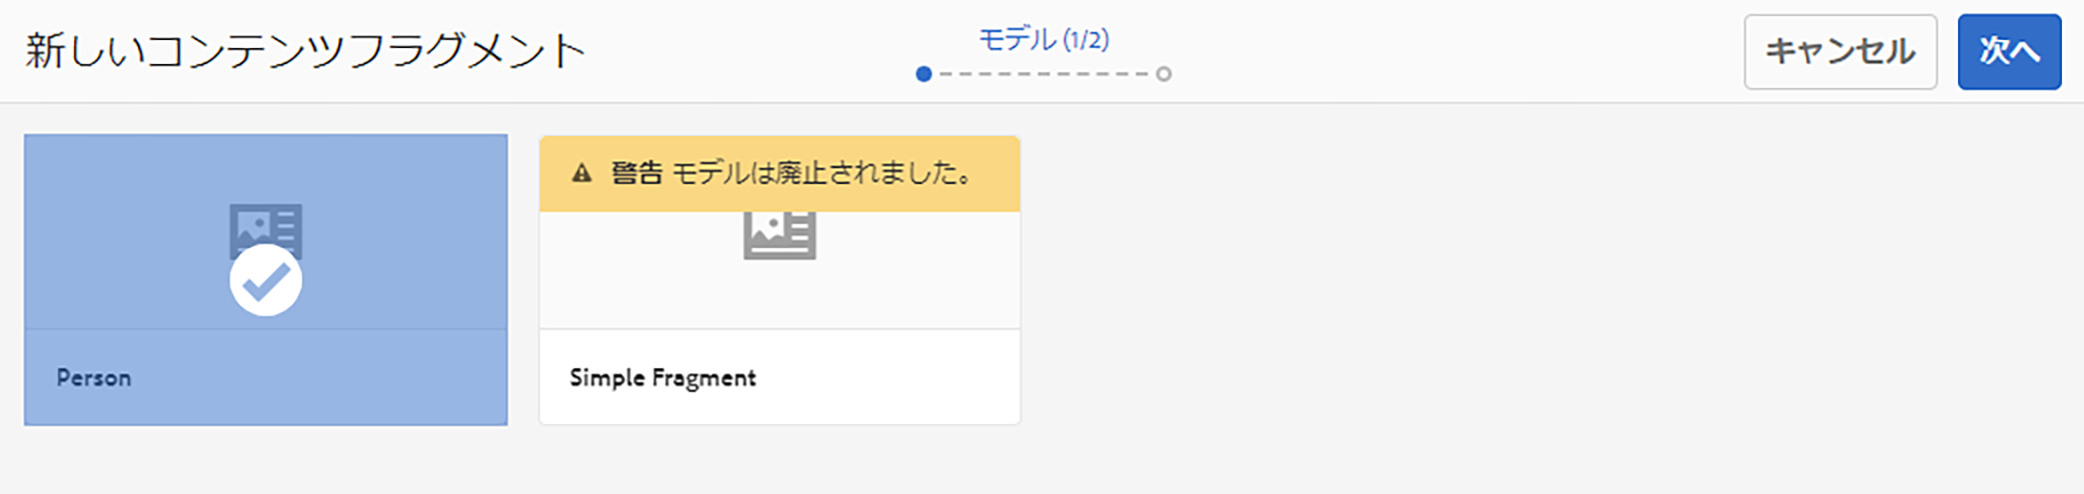 新しいコンテンツフラグメント
モデル (1/2)
キャンセル
次へ
警告 モデルは廃止されました。
Person
Simple Fragment